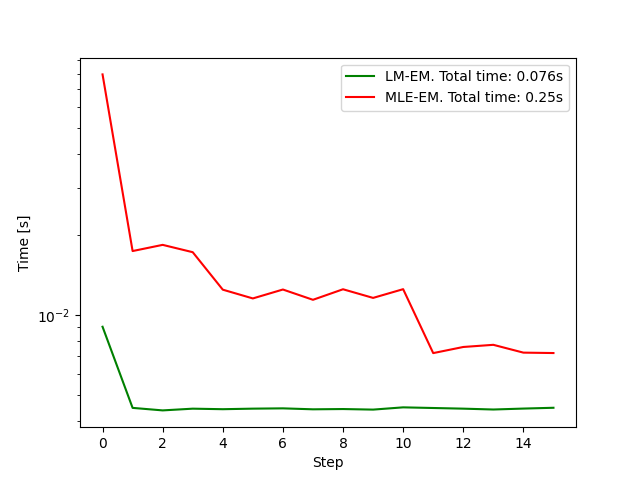 LM-EM. Total time: 0.076s
MLE-EM. Total time: 0.25s
Time [s]
10⁻²
0 2 4 6 8 10 12 14
Step